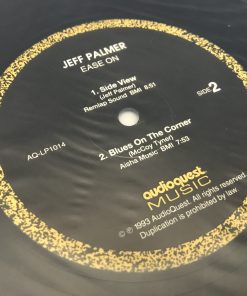 JEFF PALMER
EASE ON
1. Side View
(Jeff Palmer)
Remlap Sound BMI 8:51
SIDE 2
AQ-LP1014
2. Blues On The Corner
(McCoy Tyner)
Aisha Music BMI 7:53
audioquest
MUSIC
© ℗ 1993 AudioQuest. All Rights Reserved
Duplication is prohibited by law